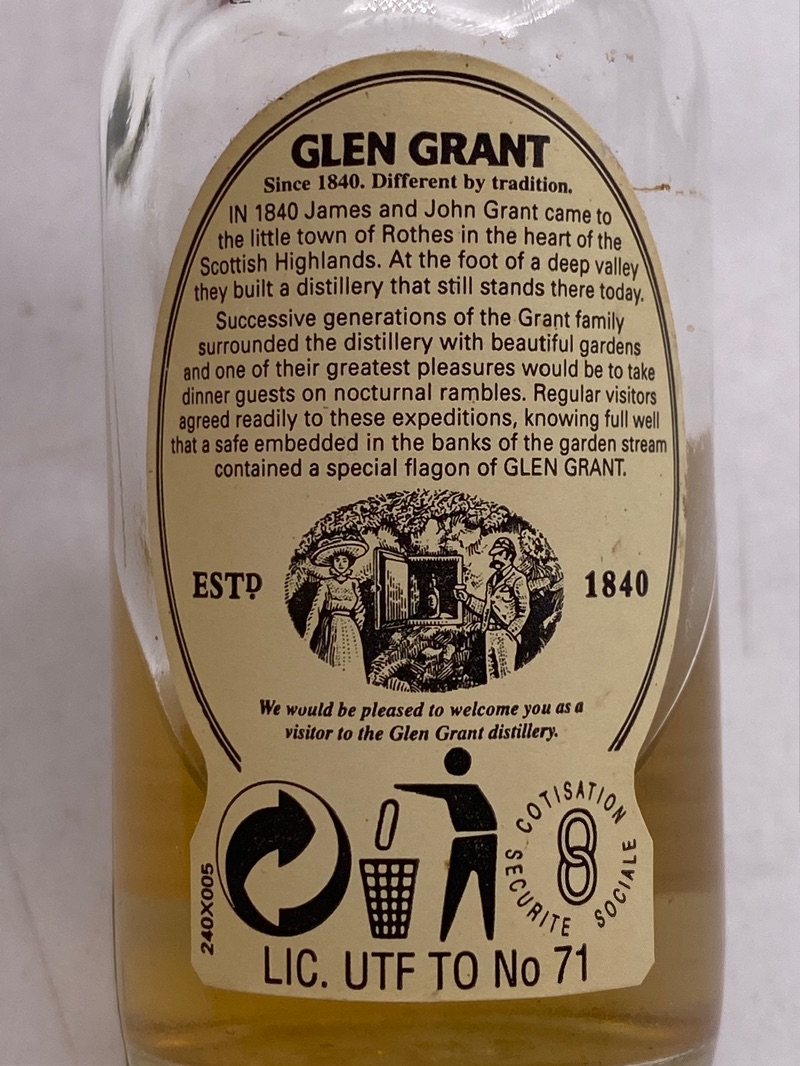 GLEN GRANT
Since 1840. Different by tradition.
IN 1840 James and John Grant came to
the little town of Rothes in the heart of the
Scottish Highlands. At the foot of a deep valley
they built a distillery that still stands there today.
Successive generations of the Grant family
surrounded the distillery with beautiful gardens
and one of their greatest pleasures would be to take
dinner guests on nocturnal rambles. Regular visitors
agreed readily to these expeditions, knowing full well
that a safe embedded in the banks of the garden stream
contained a special flagon of GLEN GRANT.
ESTD 1840
We would be pleased to welcome you as a
visitor to the Glen Grant distillery.
COTISATION
SECURITE SOCIALE
240X005
LIC. UTF TO No 71